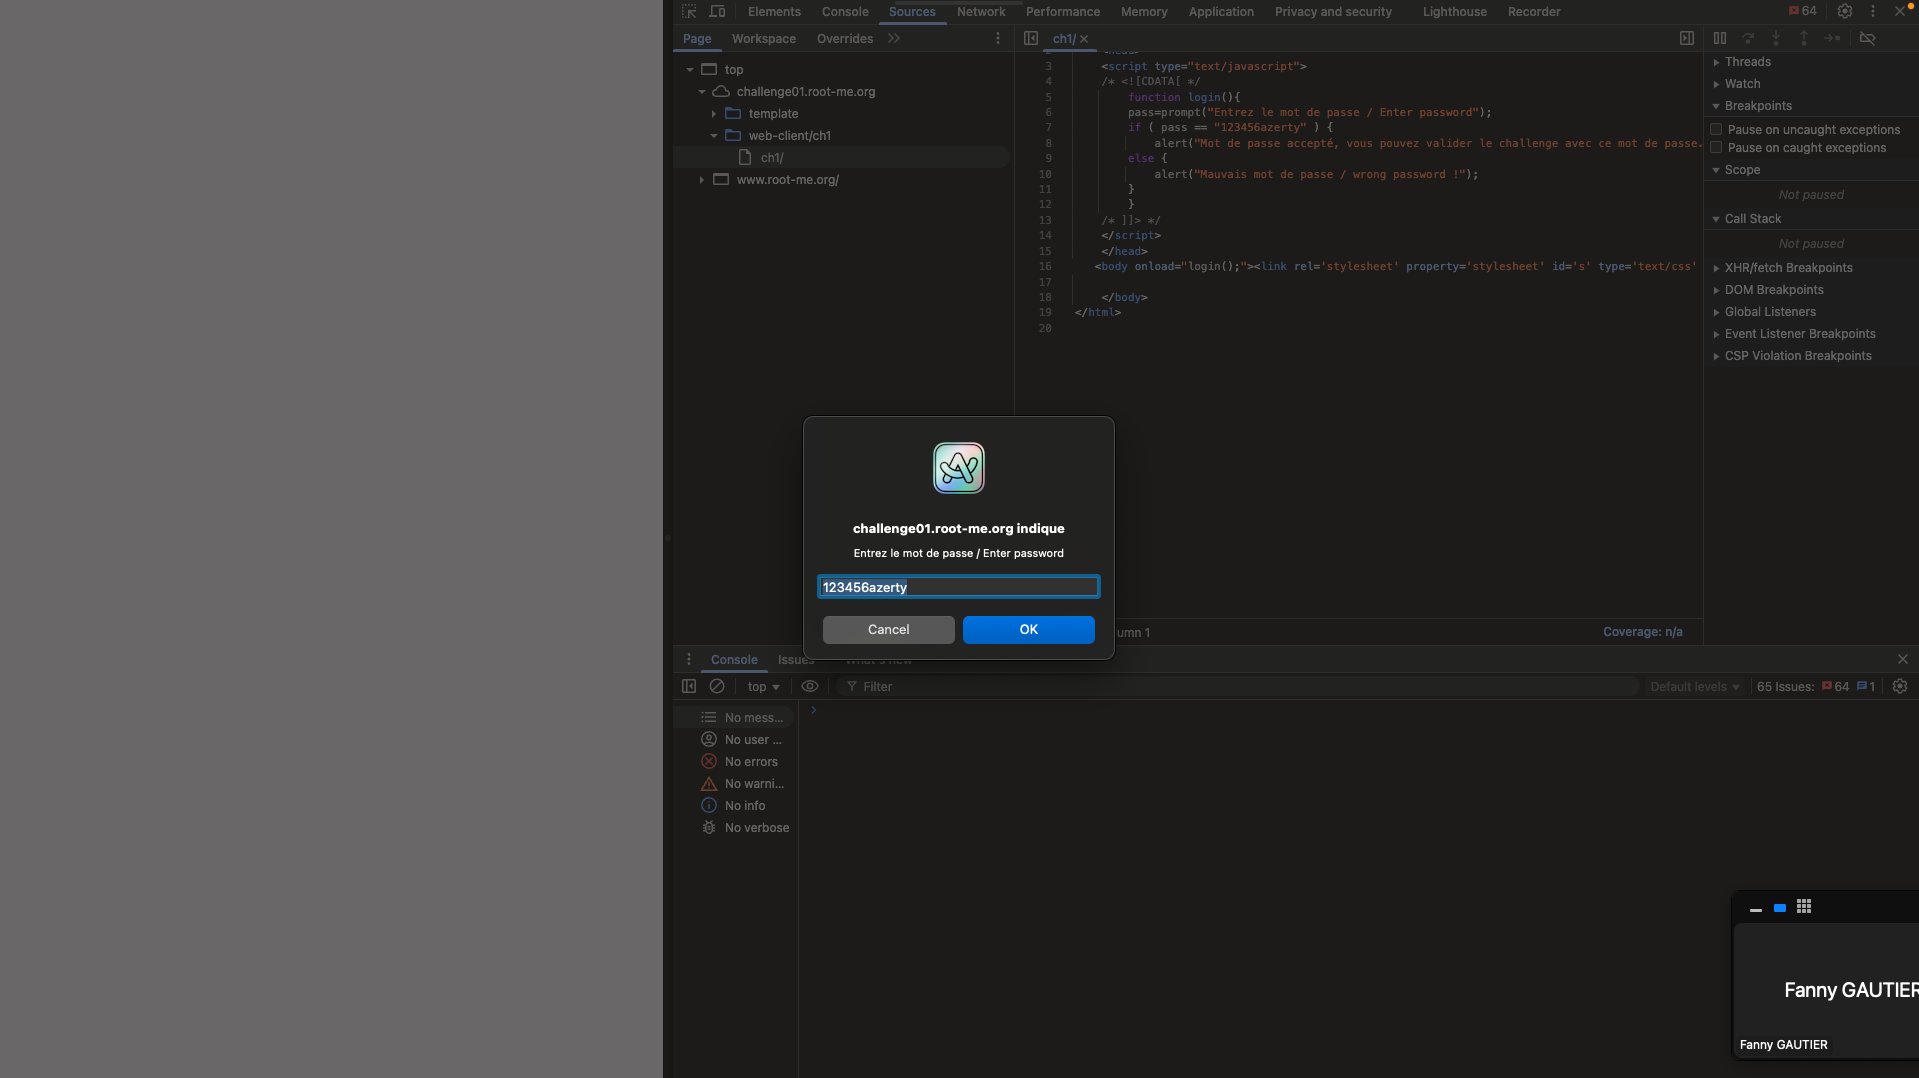 Elements Console Sources Network Performance Memory Application Privacy and security Lighthouse Recorder 64
Page Workspace Overrides
top
challenge01.root-me.org
template
web-client/ch1
ch1/
www.root-me.org/
ch1/
3 <script type="text/javascript">
4 /* <![CDATA[ */
5 function login(){
6 pass=prompt("Entrez le mot de passe / Enter password");
7 if ( pass == "123456azerty" ) {
8 alert("Mot de passe accepté, vous pouvez valider le challenge avec ce mot de passe.
9 else {
10 alert("Mauvais mot de passe / wrong password !");
11 }
12 }
13 /* ]]> */
14 </script>
15 </head>
16 <body onload="login();"><link rel='stylesheet' property='stylesheet' id='s' type='text/css'
17
18 </body>
19 </html>
20
Threads
Watch
Breakpoints
Pause on uncaught exceptions
Pause on caught exceptions
Scope
Not paused
Call Stack
Not paused
XHR/fetch Breakpoints
DOM Breakpoints
Global Listeners
Event Listener Breakpoints
CSP Violation Breakpoints
challenge01.root-me.org indique
Entrez le mot de passe / Enter password
123456azerty
Cancel OK
umn 1 Coverage: n/a
Console Issues What's new
top Filter Default levels 65 Issues: 64 1
No mess...
No user ...
No errors
No warni...
No info
No verbose
Fanny GAUTIER
Fanny GAUTIER